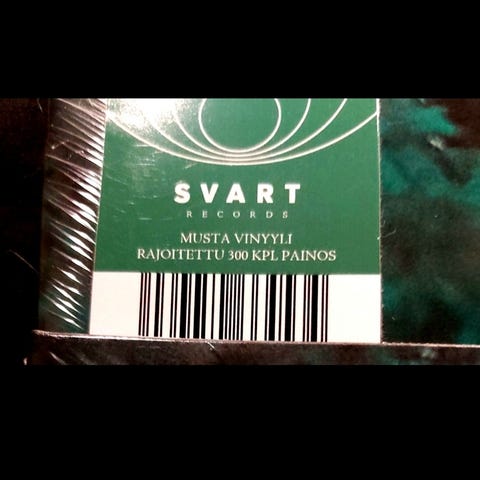 SVART
RECORDS
MUSTA VINYYLI
RAJOITETTU 300 KPL PAINOS